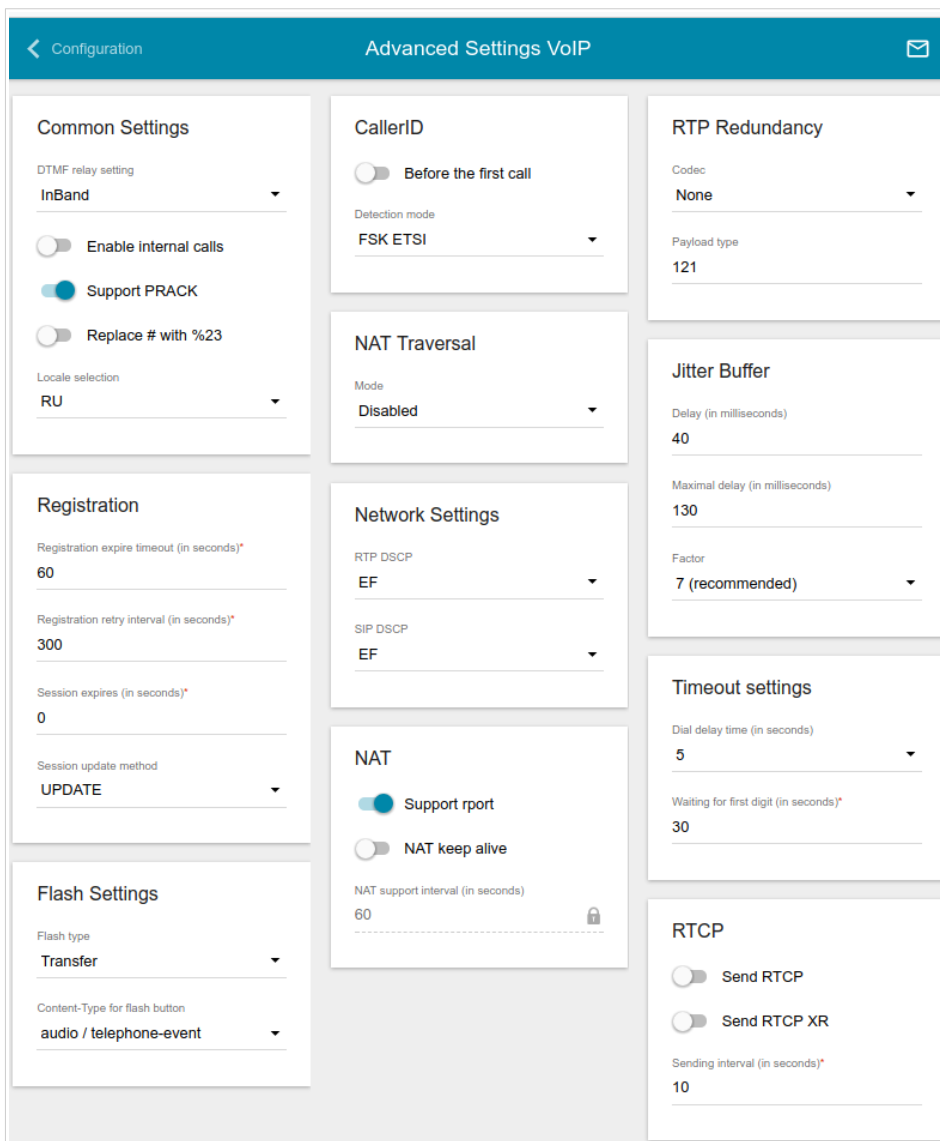 Configuration
Advanced Settings VoIP
Common Settings
DTMF relay setting
InBand
Enable internal calls
Support PRACK
Replace # with %23
Locale selection
RU
Registration
Registration expire timeout (in seconds)*
60
Registration retry interval (in seconds)*
300
Session expires (in seconds)*
0
Session update method
UPDATE
Flash Settings
Flash type
Transfer
Content-Type for flash button
audio / telephone-event
CallerID
Before the first call
Detection mode
FSK ETSI
NAT Traversal
Mode
Disabled
Network Settings
RTP DSCP
EF
SIP DSCP
EF
NAT
Support rport
NAT keep alive
NAT support interval (in seconds)
60
RTP Redundancy
Codec
None
Payload type
121
Jitter Buffer
Delay (in milliseconds)
40
Maximal delay (in milliseconds)
130
Factor
7 (recommended)
Timeout settings
Dial delay time (in seconds)
5
Waiting for first digit (in seconds)*
30
RTCP
Send RTCP
Send RTCP XR
Sending interval (in seconds)*
10